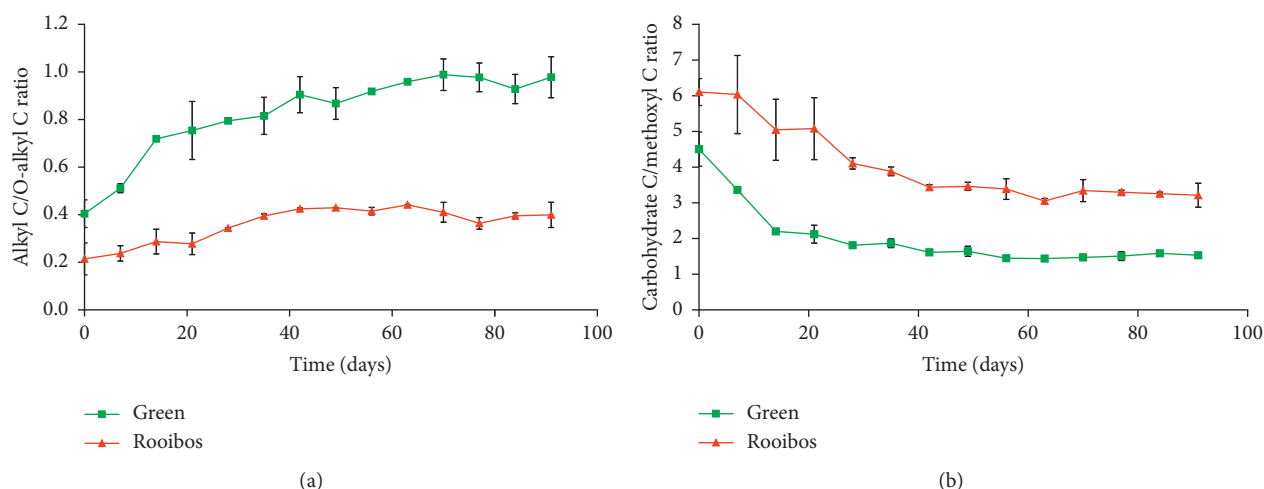 1.2
1.0
0.8
0.6
0.4
0.2
0.0
Alkyl C/O-alkyl C ratio
0 20 40 60 80 100
Time (days)
Green
Rooibos
(a)
8
7
6
5
4
3
2
1
0
Carbohydrate C/methoxyl C ratio
0 20 40 60 80 100
Time (days)
Green
Rooibos
(b)